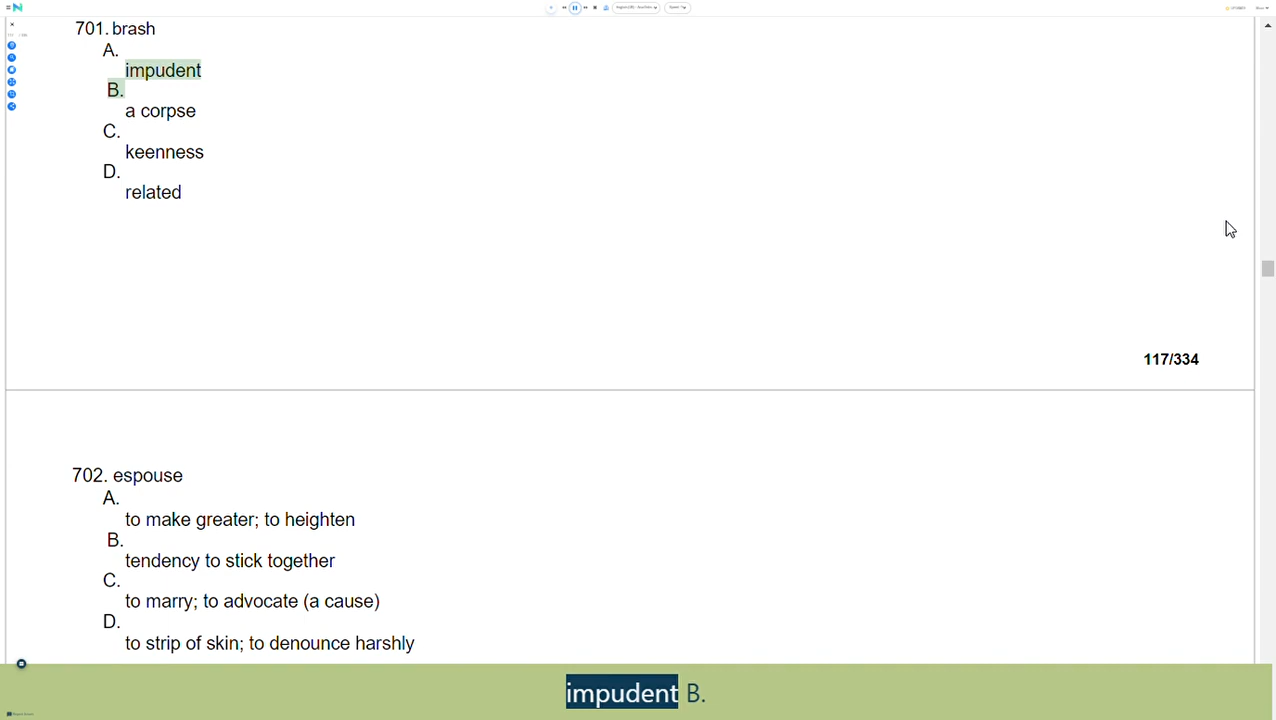 701. brash
A.
impudent
B.
a corpse
C.
keenness
D.
related
117/334
702. espouse
A.
to make greater; to heighten
B.
tendency to stick together
C.
to marry; to advocate (a cause)
D.
to strip of skin; to denounce harshly
impudent B.